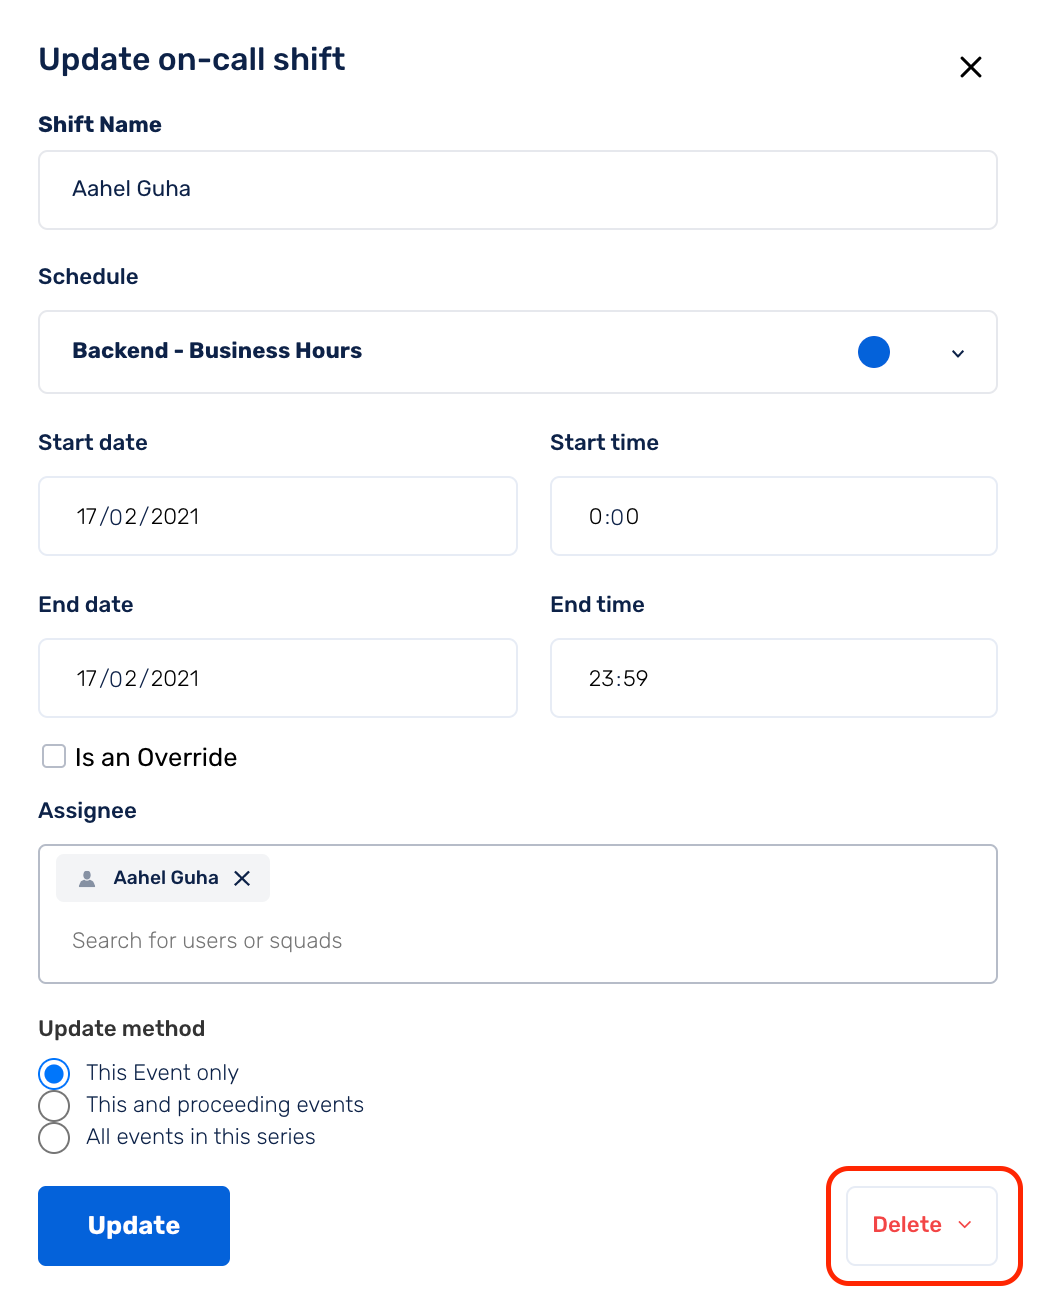 Update on-call shift
Shift Name
Aahel Guha
Schedule
Backend - Business Hours
Start date
Start time
17/02/2021
0:00
End date
End time
17/02/2021
23:59
Is an Override
Assignee
Aahel Guha
Search for users or squads
Update method
This Event only
This and proceeding events
All events in this series
Update
Delete